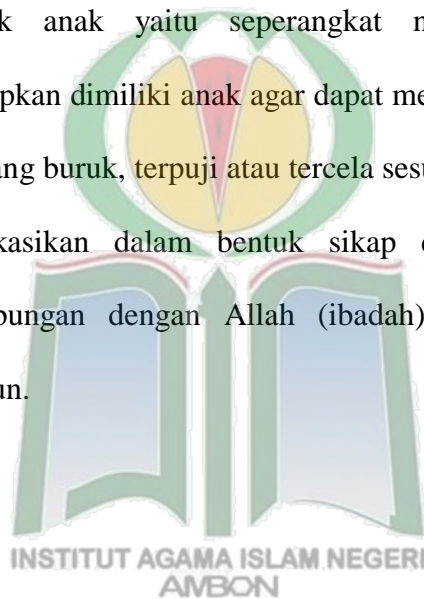 k anak yaitu seperangkat n
pkan dimiliki anak agar dapat me
ang buruk, terpuji atau tercela sesu
kasikan dalam bentuk sikap d
bungan dengan Allah (ibadah)
un.
INSTITUT AGAMA ISLAM NEGERI
AMBON